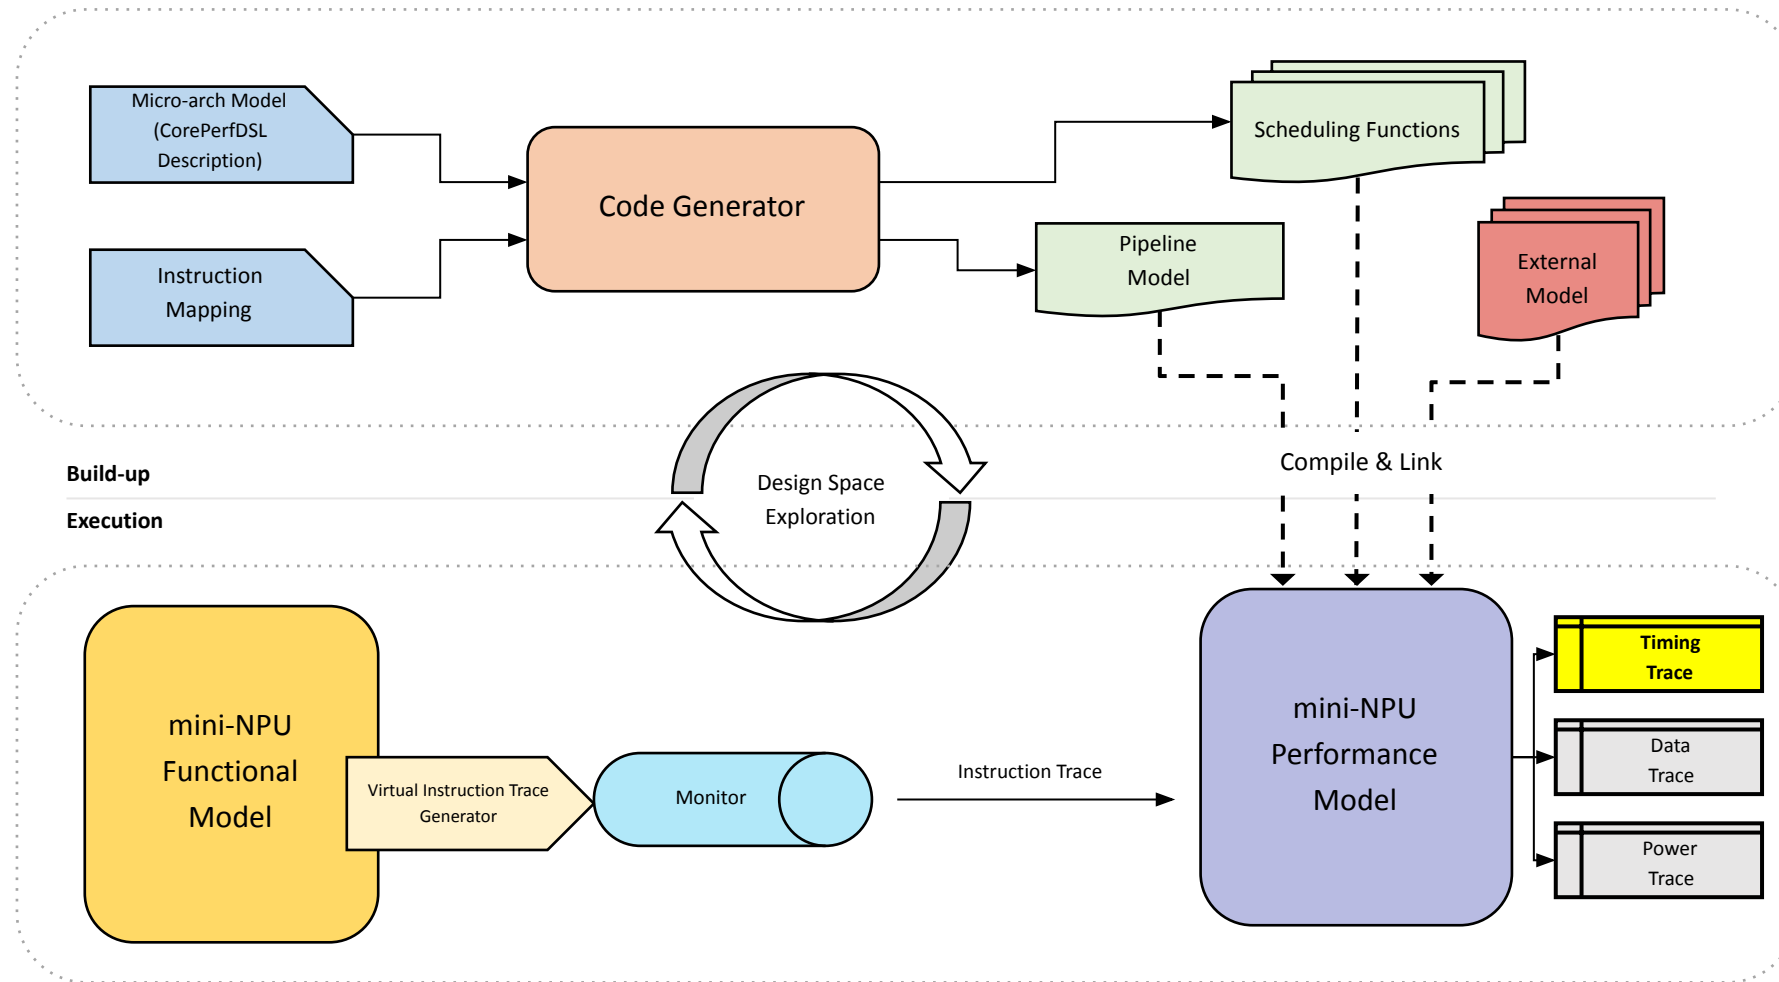 Micro-arch Model
(CorePerfDSL
Description)
Instruction
Mapping
Code Generator
Scheduling Functions
Pipeline
Model
External
Model
Build-up
Execution
Design Space
Exploration
Compile & Link
mini-NPU
Functional
Model
Virtual Instruction Trace
Generator
Monitor
Instruction Trace
mini-NPU
Performance
Model
Timing
Trace
Data
Trace
Power
Trace